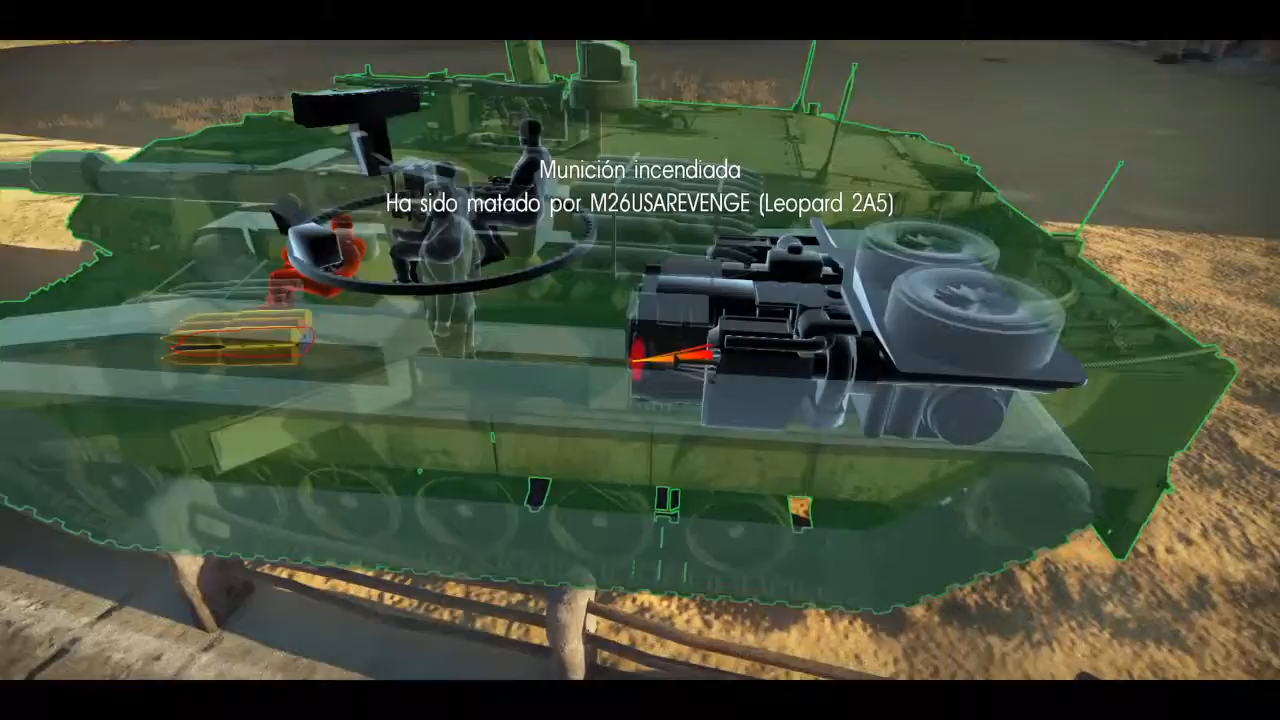 Munición incendiada
Ha sido matado por M26USAREVENGE (Leopard 2A5)